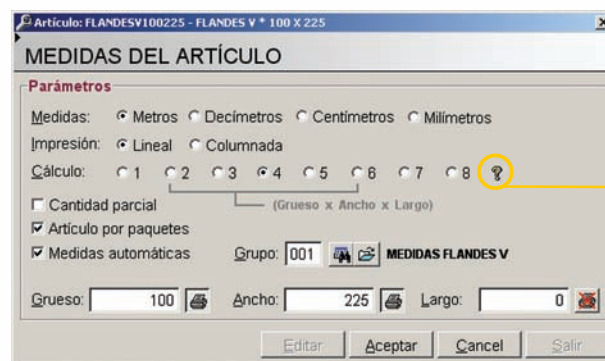 Artículo: FLANDESV100225 - FLANDES V * 100 X 225
MEDIDAS DEL ARTÍCULO
Parámetros
Medidas: Metros Decímetros Centímetros Milímetros
Impresión: Lineal Columnada
Cálculo: 1 2 3 4 5 6 7 8 ?
Cantidad parcial (Grueso x Ancho x Largo)
Artículo por paquetes
Medidas automáticas Grupo: 001 MEDIDAS FLANDES V
Grueso: 100 Ancho: 225 Largo: 0
Editar Aceptar Cancel Salir